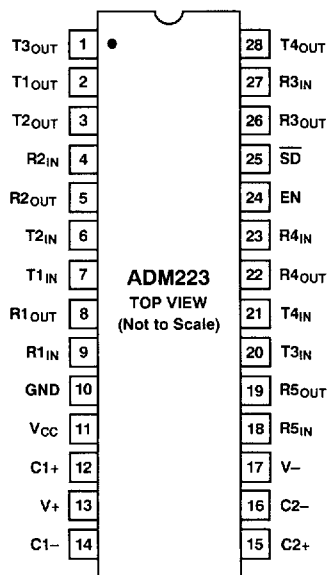 T3OUT 1 28 T4OUT
T1OUT 2 27 R3IN
T2OUT 3 26 R3OUT
R2IN 4 25 SD
R2OUT 5 24 EN
T2IN 6 23 R4IN
T1IN 7 22 R4OUT
ADM223
TOP VIEW
(Not to Scale)
R1OUT 8 21 T4IN
R1IN 9 20 T3IN
GND 10 19 R5OUT
VCC 11 18 R5IN
C1+ 12 17 V–
V+ 13 16 C2–
C1– 14 15 C2+